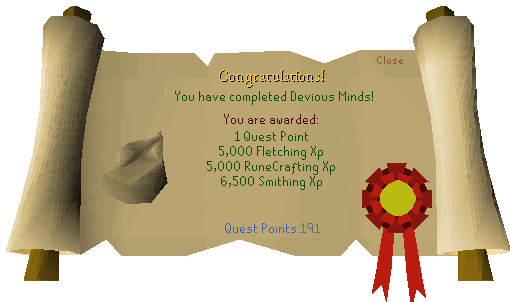 Close
Congratulations!
You have completed Devious Minds!
You are awarded:
1 Quest Point
5,000 Fletching Xp
5,000 RuneCrafting Xp
6,500 Smithing Xp
Quest Points:191